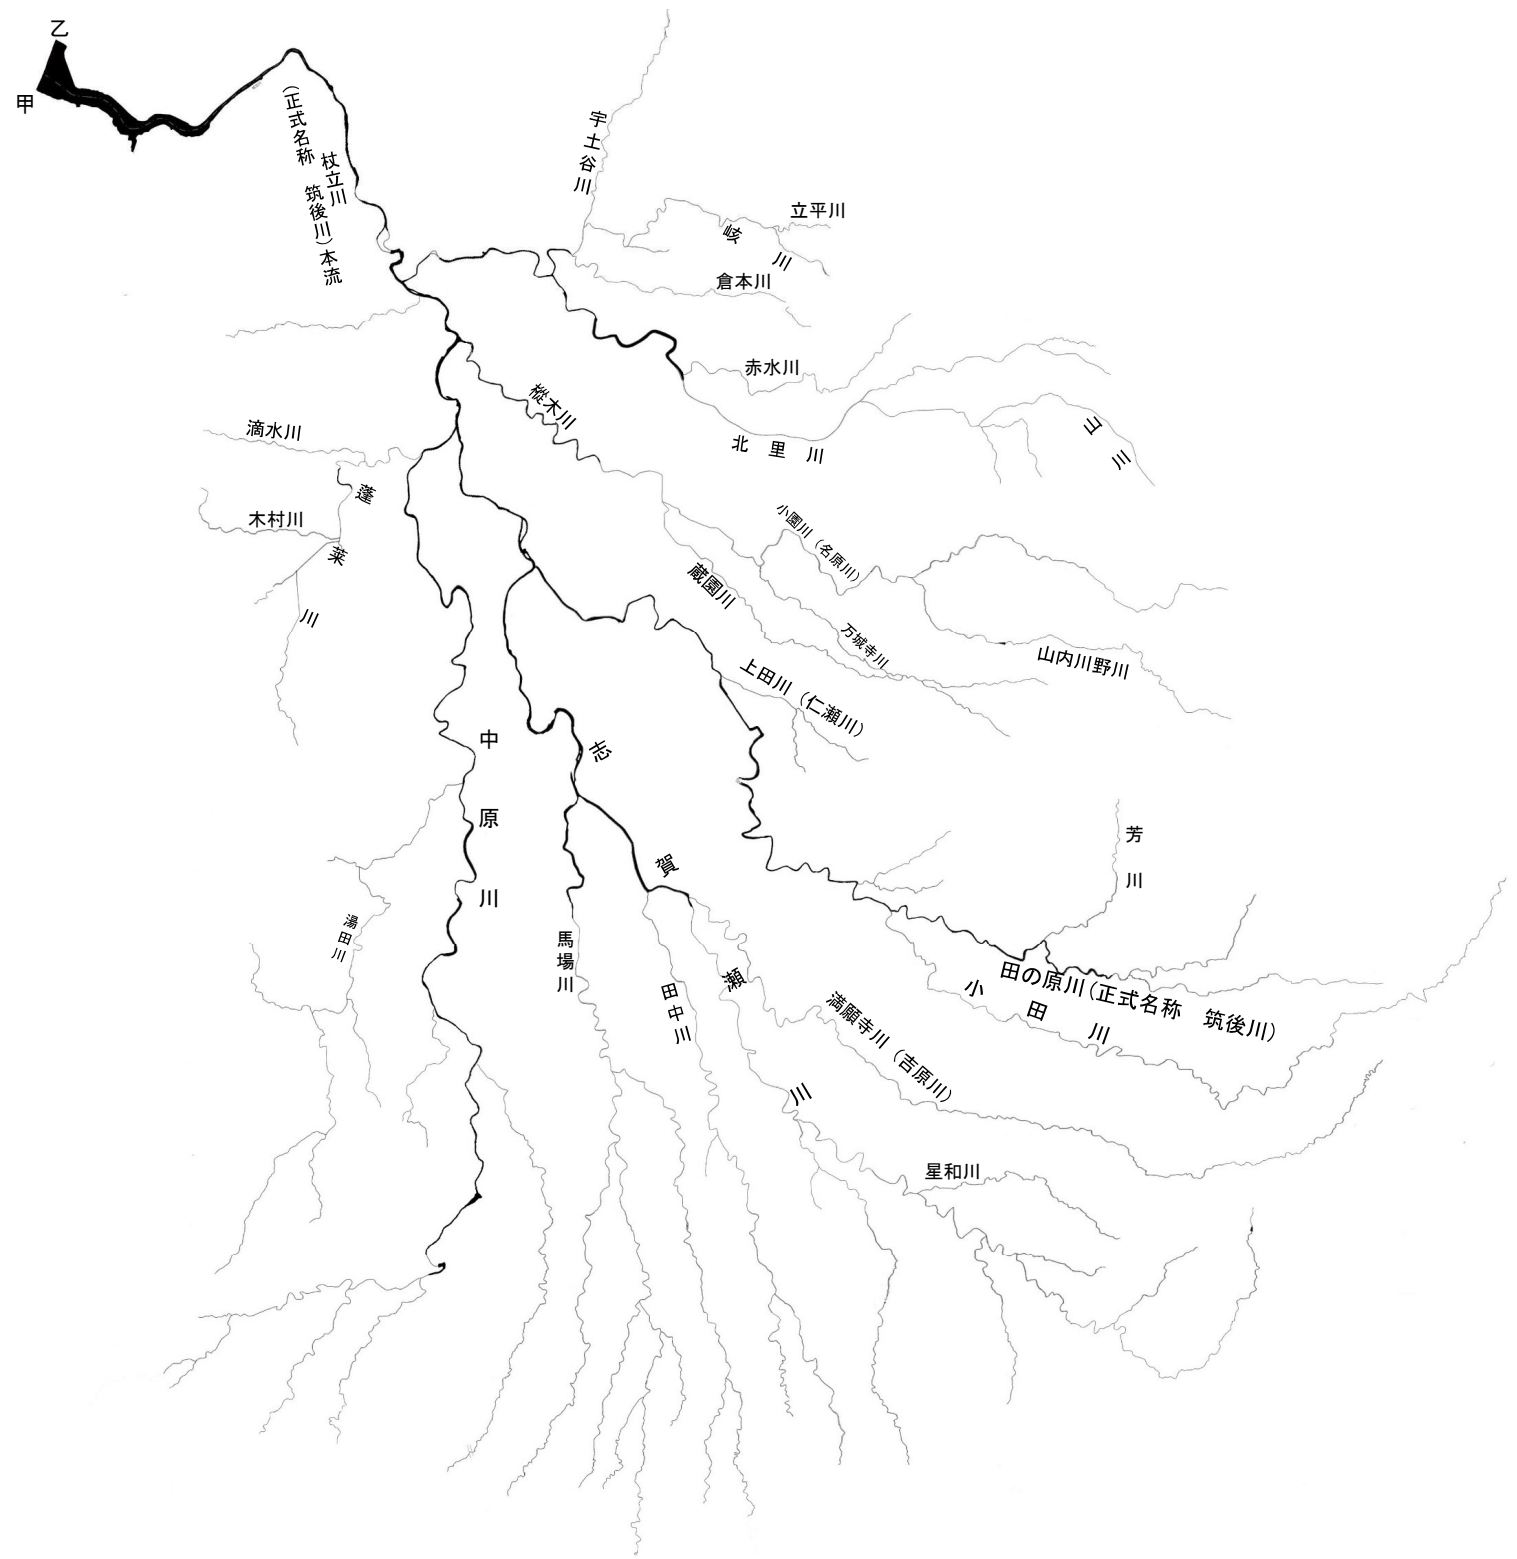 乙
甲
杖立川
(正式名称 筑後川)本流
宇土谷川
立平川
岐川
倉本川
赤水川
北里川
山川
樅木川
滴水川
木村川
蓬莱川
小園川(名原川)
蔵園川
万城寺川
山内川野川
上田川(仁瀬川)
中原川
志賀瀬川
芳川
湯田川
馬場川
田中川
田の原川(正式名称 筑後川)
小田川
満願寺川(吉原川)
星和川